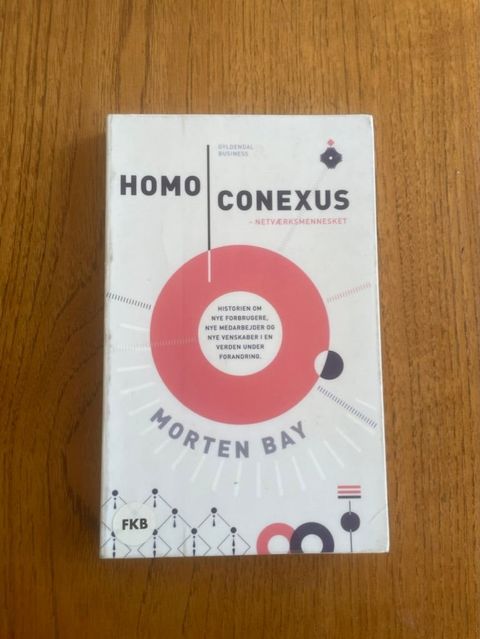 GYLDENDAL
BUSINESS
HOMO
CONEXUS
- NETVÆRKSMENNESKET
HISTORIEN OM
NYE FORBRUGERE,
NYE MEDARBEJDER OG
NYE VENSKABER I EN
VERDEN UNDER
FORANDRING.
MORTEN BAY
FKB